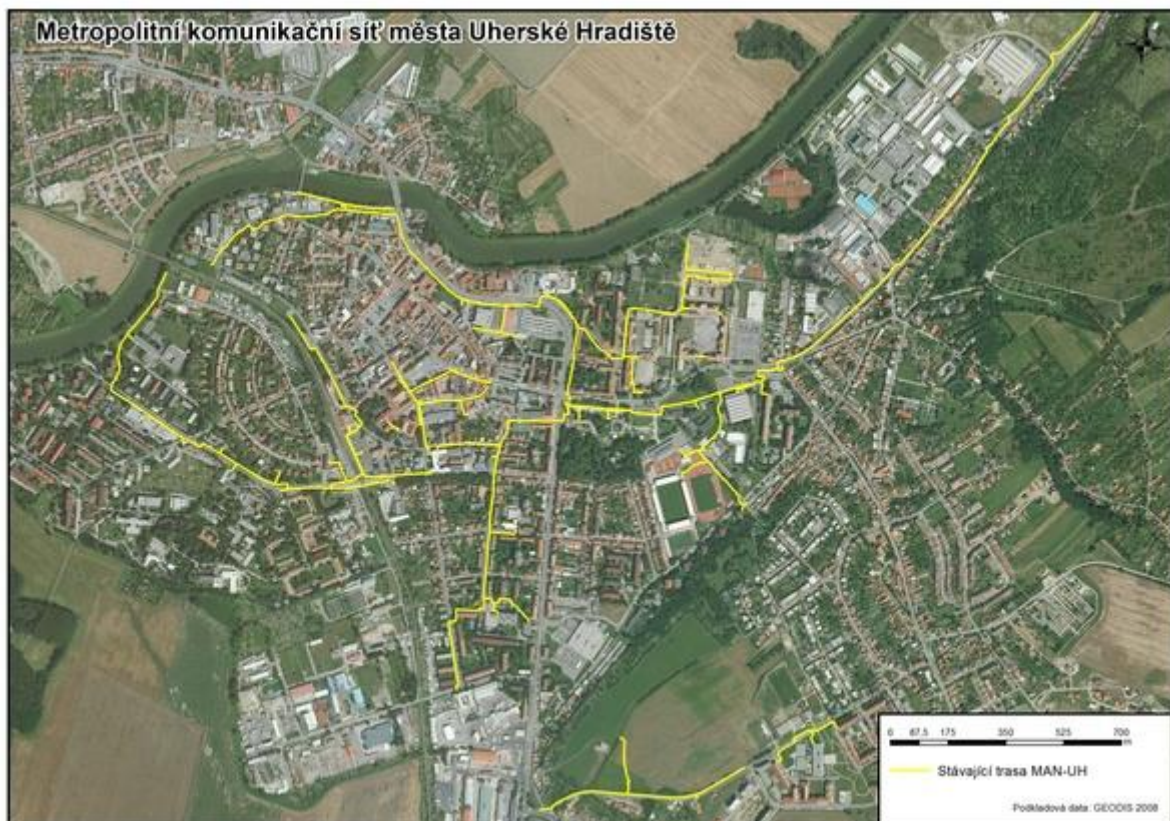 Metropolitní komunikační síť města Uherské Hradiště
0 87.5 175 350 525 700
m
Stávající trasa MAN-UH
Podkladová data: GEODIS 2008